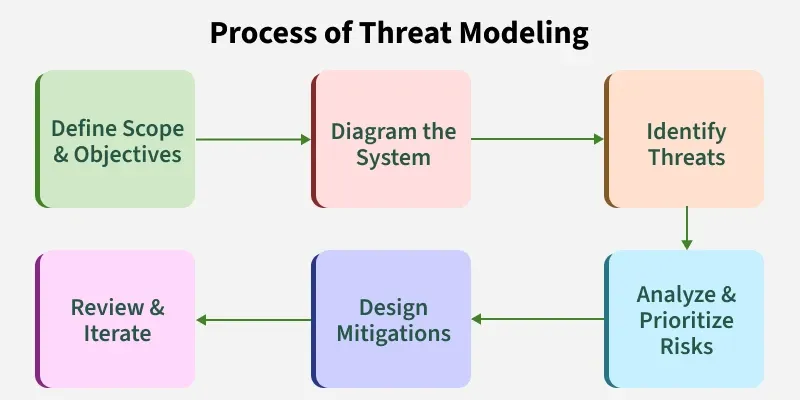 Process of Threat Modeling
Define Scope
& Objectives
Diagram the
System
Identify
Threats
Analyze &
Prioritize
Risks
Design
Mitigations
Review &
Iterate